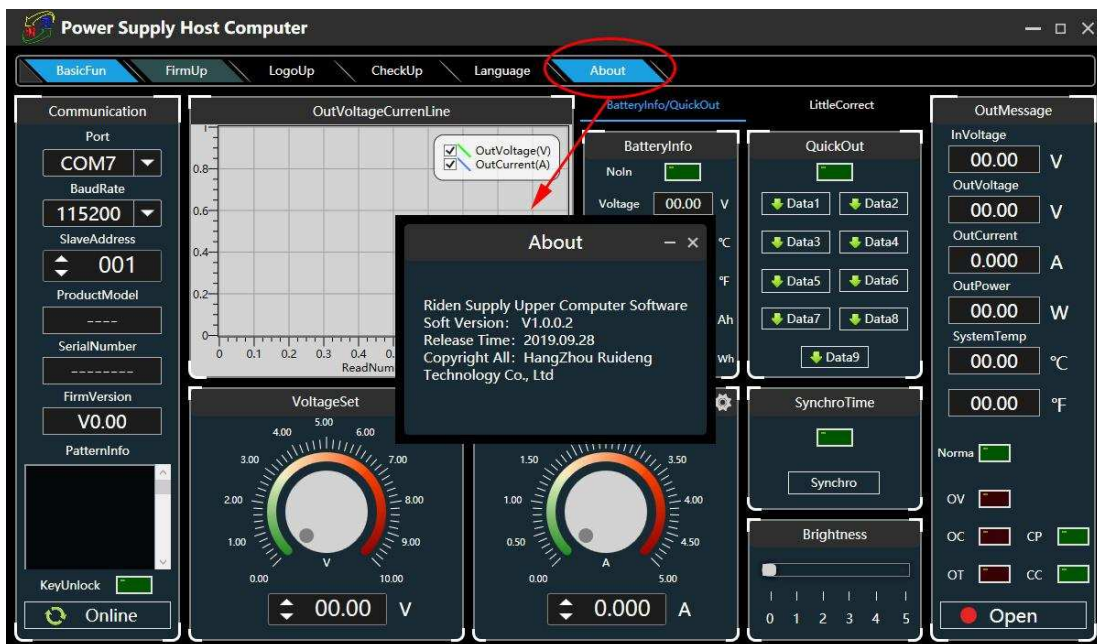 Power Supply Host Computer
BasicFun FirmUp LogoUp CheckUp Language About
Communication
Port
COM7
BaudRate
115200
SlaveAddress
001
ProductModel
----
SerialNumber
--------
FirmVersion
V0.00
PatternInfo
KeyUnlock
Online
OutVoltageCurrenLine
OutVoltage(V)
OutCurrent(A)
1
0.8
0.6
0.4
0.2
0
0 0.1 0.2 0.3 0.4 0.
ReadNum
BatteryInfo/QuickOut LittleCorrect
BatteryInfo
NoIn
Voltage 00.00 V
℃
℉
Ah
Wh
QuickOut
Data1 Data2
Data3 Data4
Data5 Data6
Data7 Data8
Data9
About
Riden Supply Upper Computer Software
Soft Version: V1.0.0.2
Release Time: 2019.09.28
Copyright All: HangZhou Ruideng
Technology Co., Ltd
VoltageSet
0.00 1.00 2.00 3.00 4.00 5.00 6.00 7.00 8.00 9.00 10.00
V
00.00 V
0.00 0.50 1.00 1.50 3.50 4.00 4.50 5.00
A
0.000 A
SynchroTime
Synchro
Brightness
0 1 2 3 4 5
OutMessage
InVoltage
00.00 V
OutVoltage
00.00 V
OutCurrent
0.000 A
OutPower
00.00 W
SystemTemp
00.00 ℃
00.00 ℉
Norma
OV
OC CP
OT CC
Open